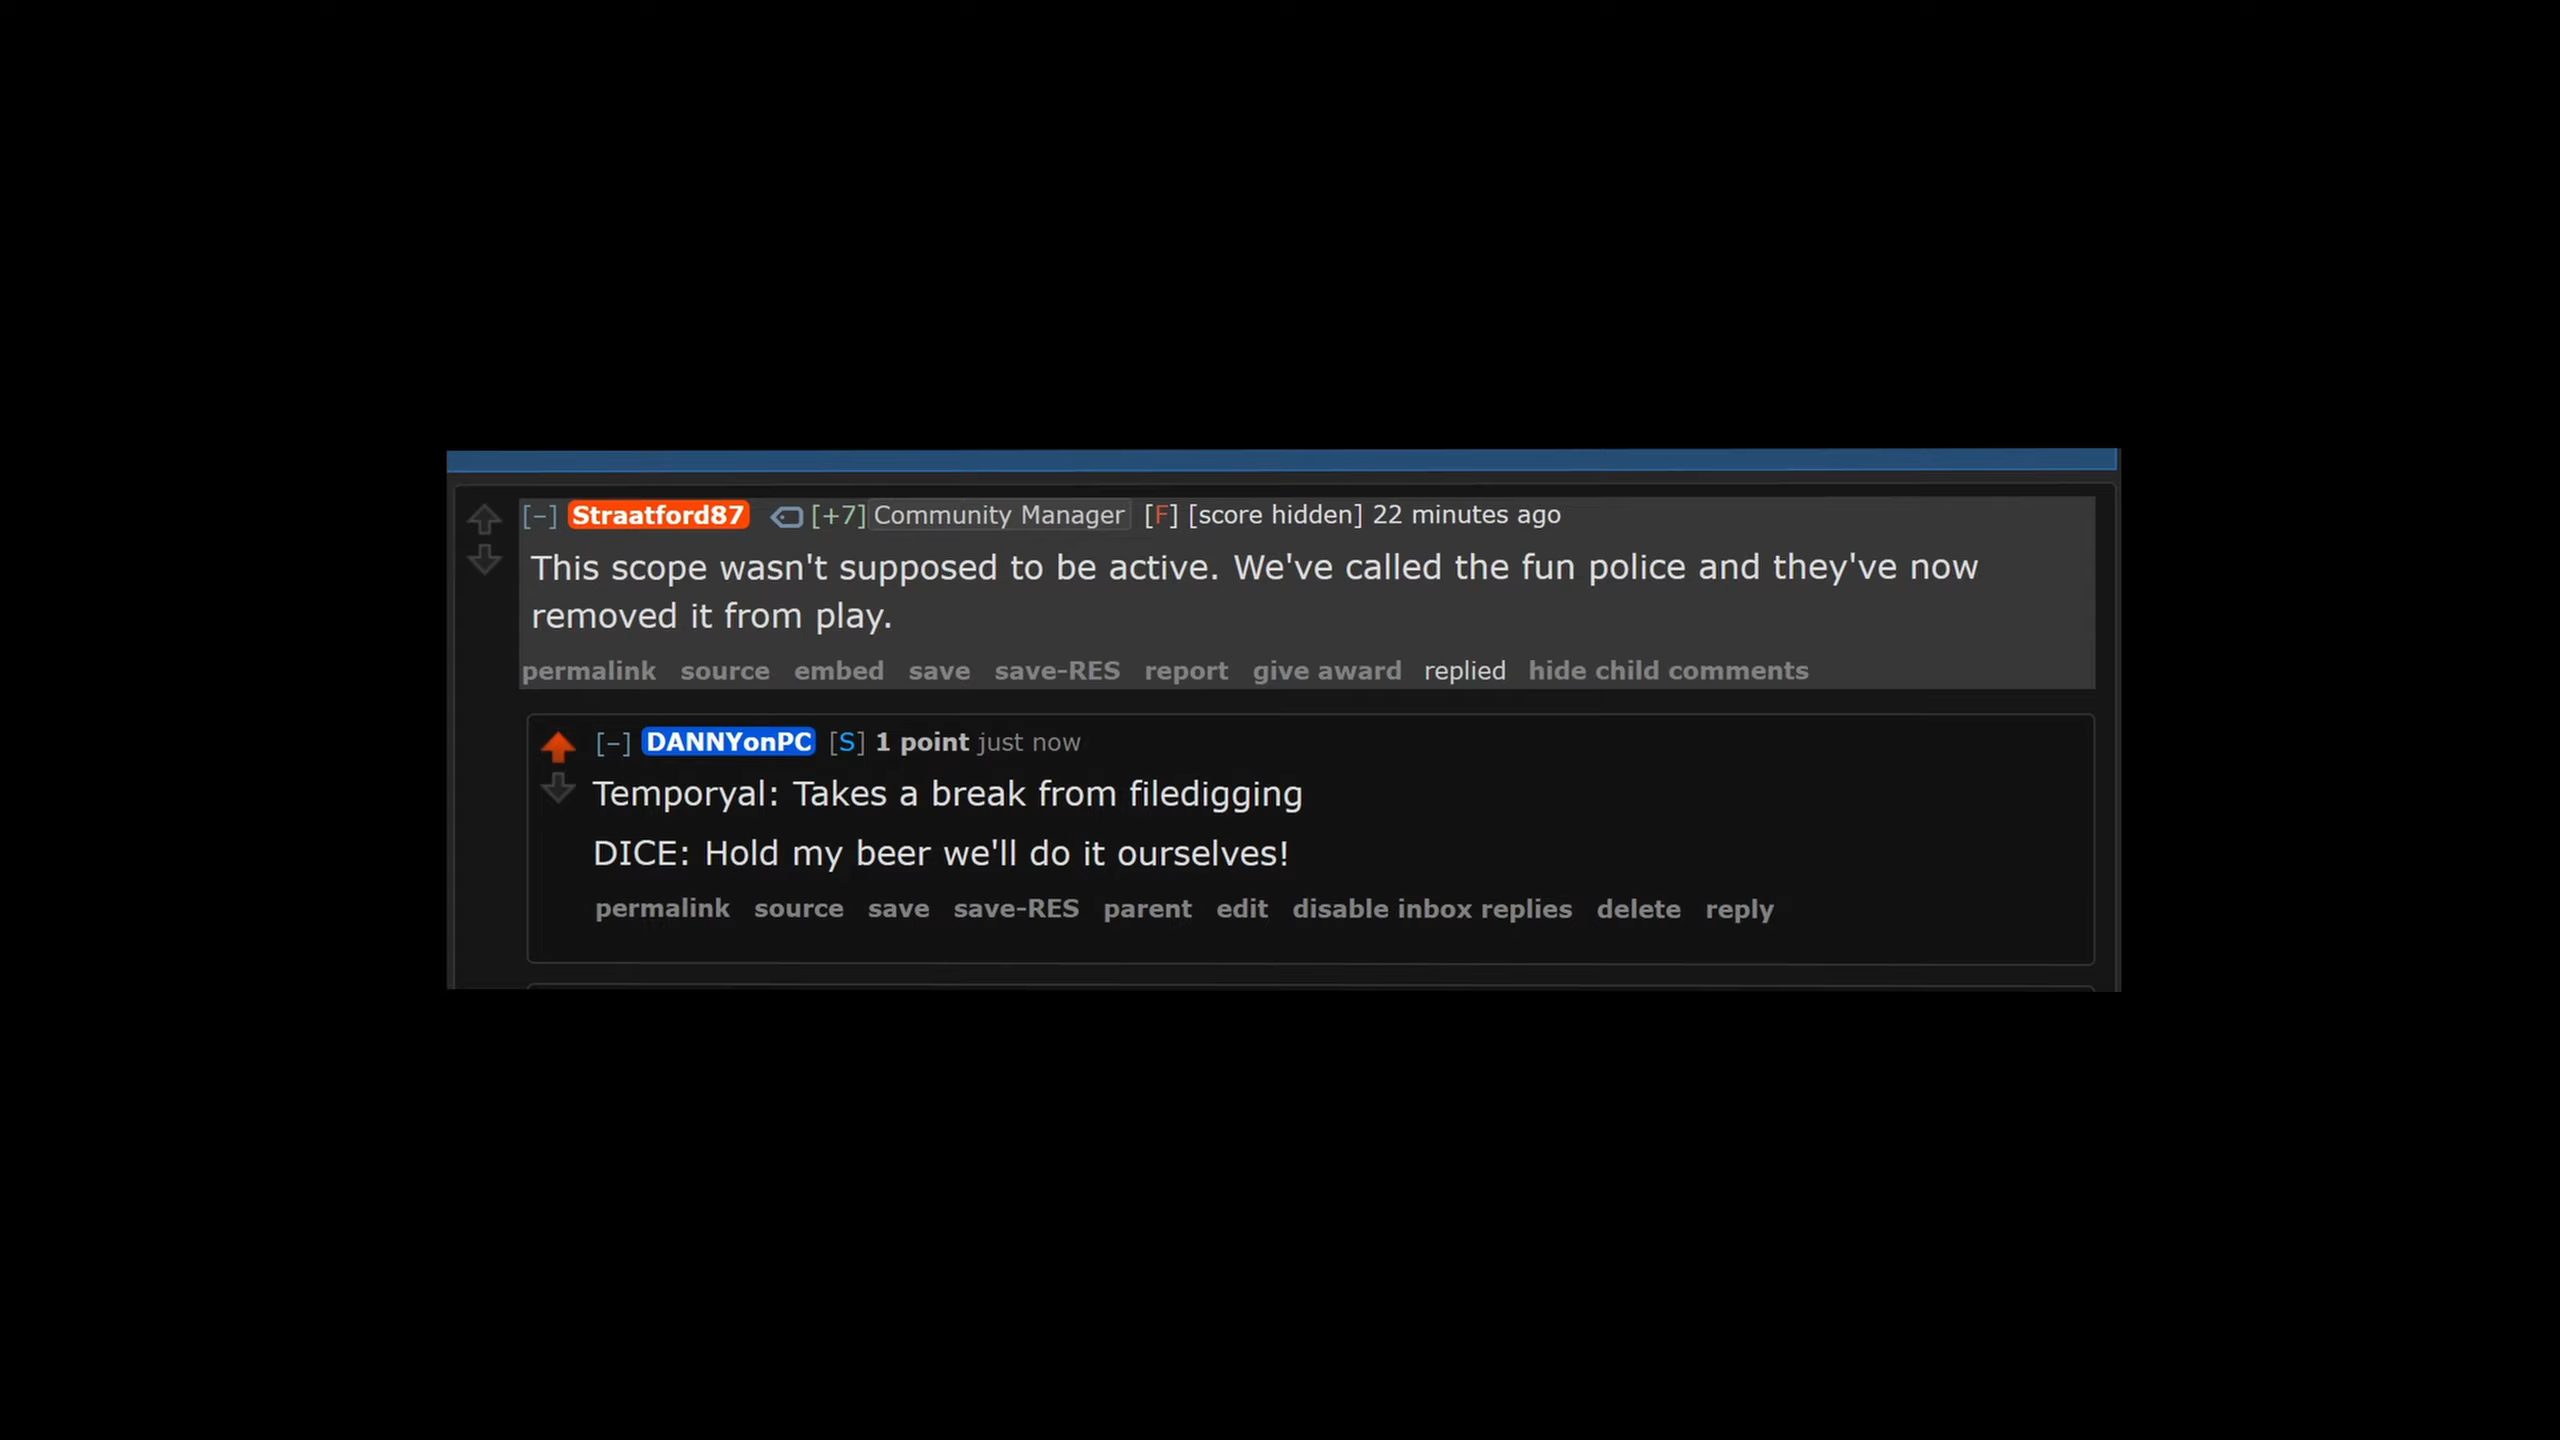 [–] Straatford87 [+7] Community Manager [F] [score hidden] 22 minutes ago
This scope wasn't supposed to be active. We've called the fun police and they've now
removed it from play.
permalink source embed save save-RES report give award replied hide child comments
[–] DANNYonPC [S] 1 point just now
Temporyal: Takes a break from filedigging
DICE: Hold my beer we'll do it ourselves!
permalink source save save-RES parent edit disable inbox replies delete reply